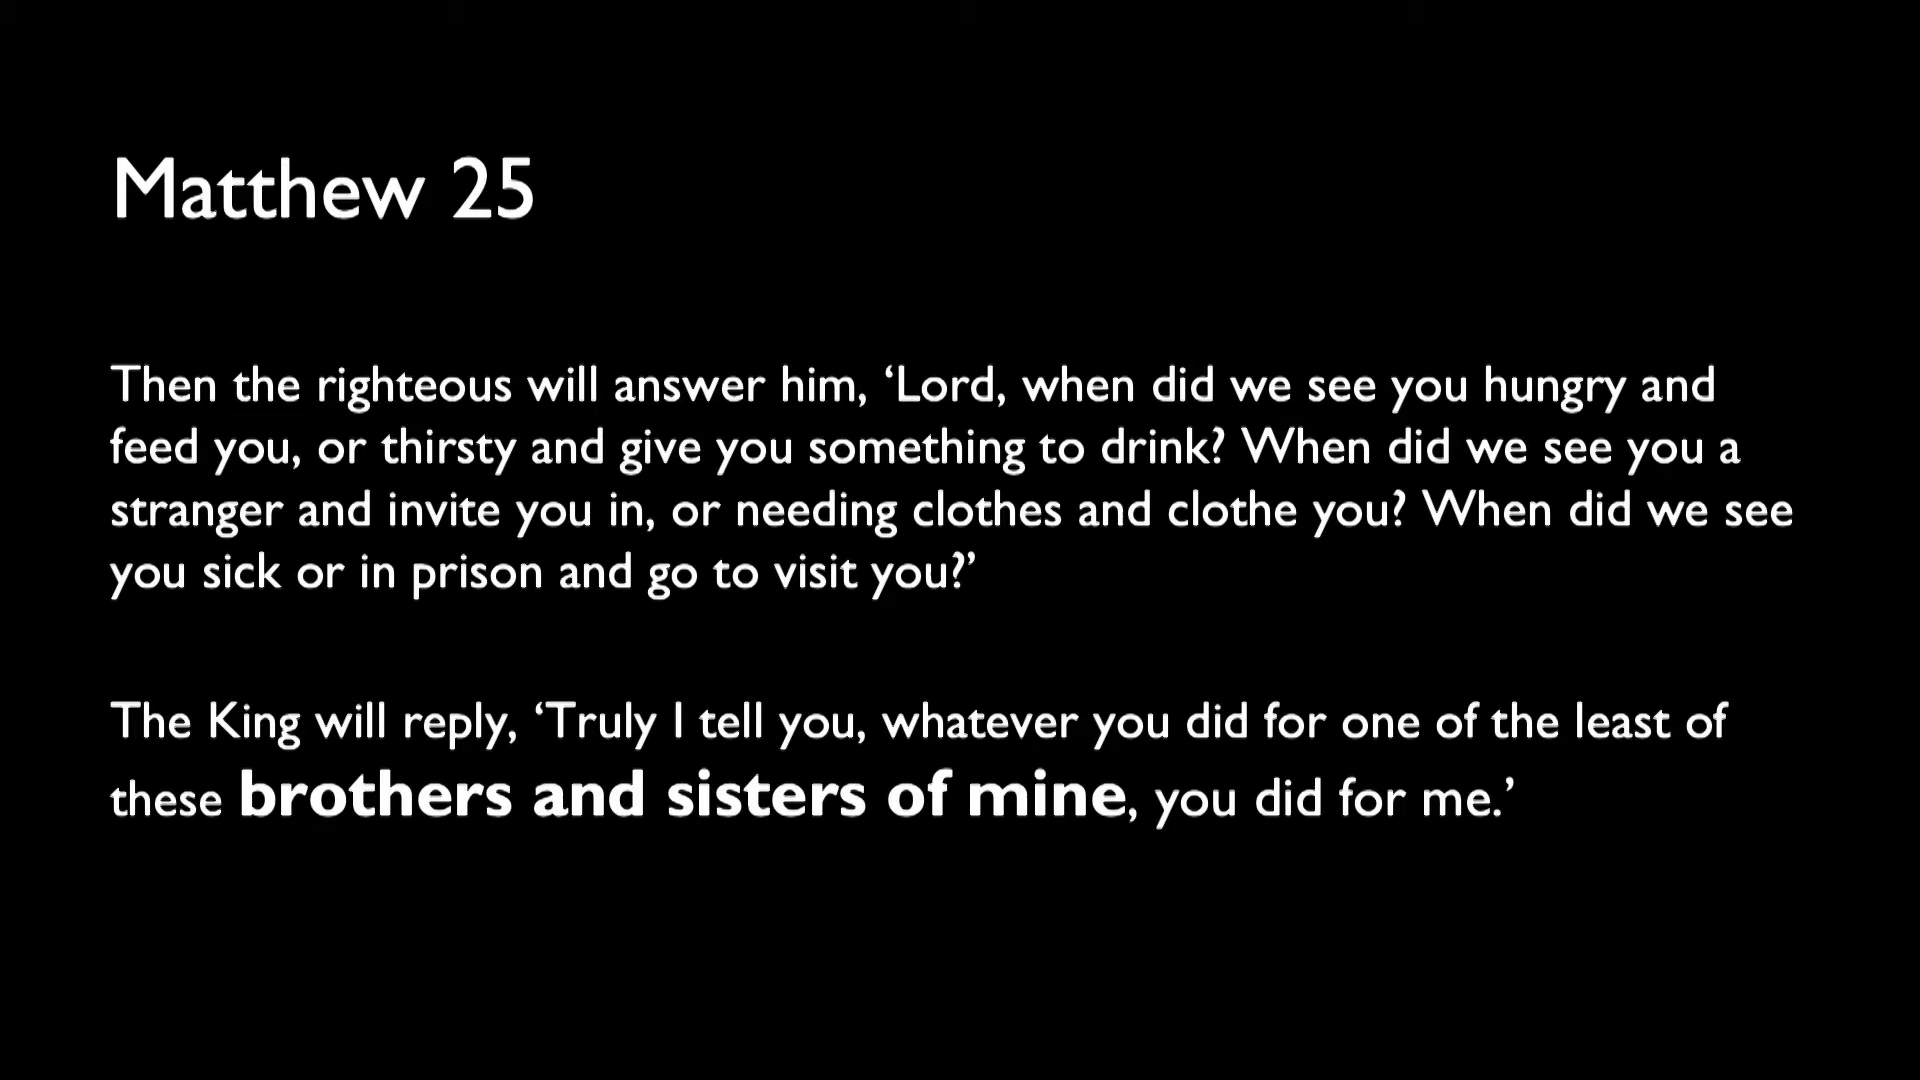 Matthew 25
Then the righteous will answer him, ‘Lord, when did we see you hungry and
feed you, or thirsty and give you something to drink? When did we see you a
stranger and invite you in, or needing clothes and clothe you? When did we see
you sick or in prison and go to visit you?’
The King will reply, ‘Truly I tell you, whatever you did for one of the least of
these brothers and sisters of mine, you did for me.’